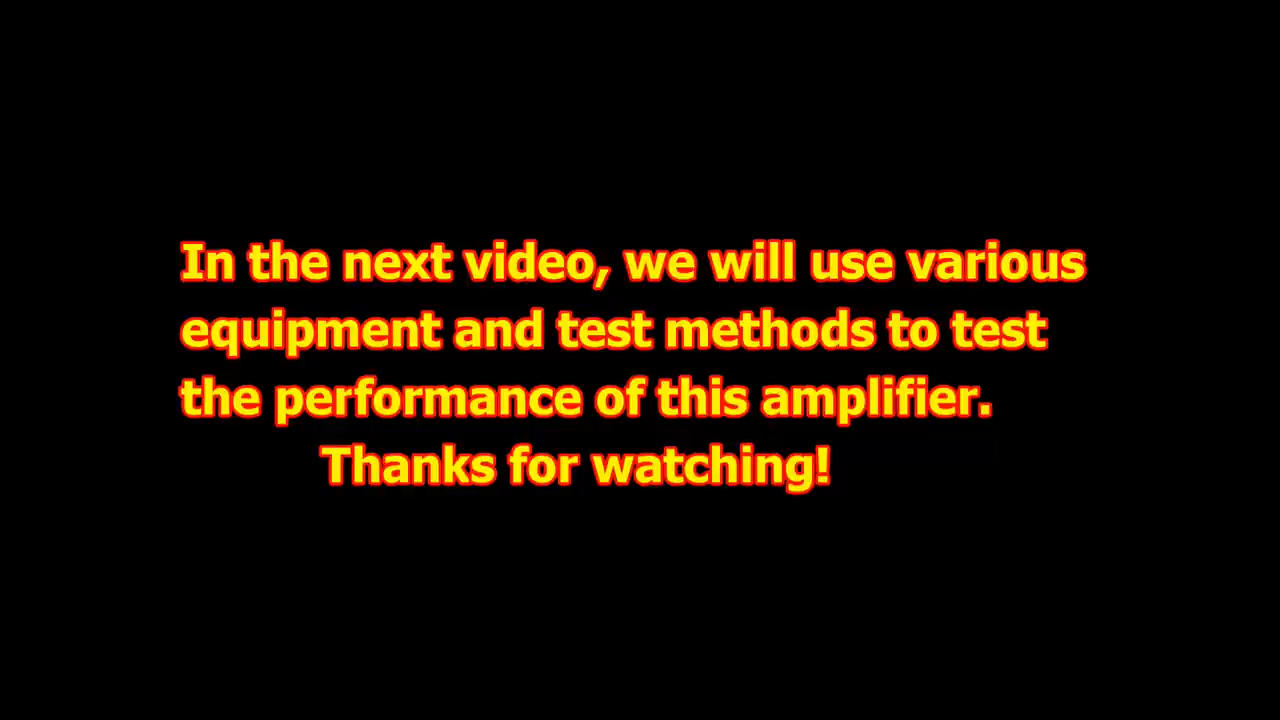 In the next video, we will use various
equipment and test methods to test
the performance of this amplifier.
Thanks for watching!